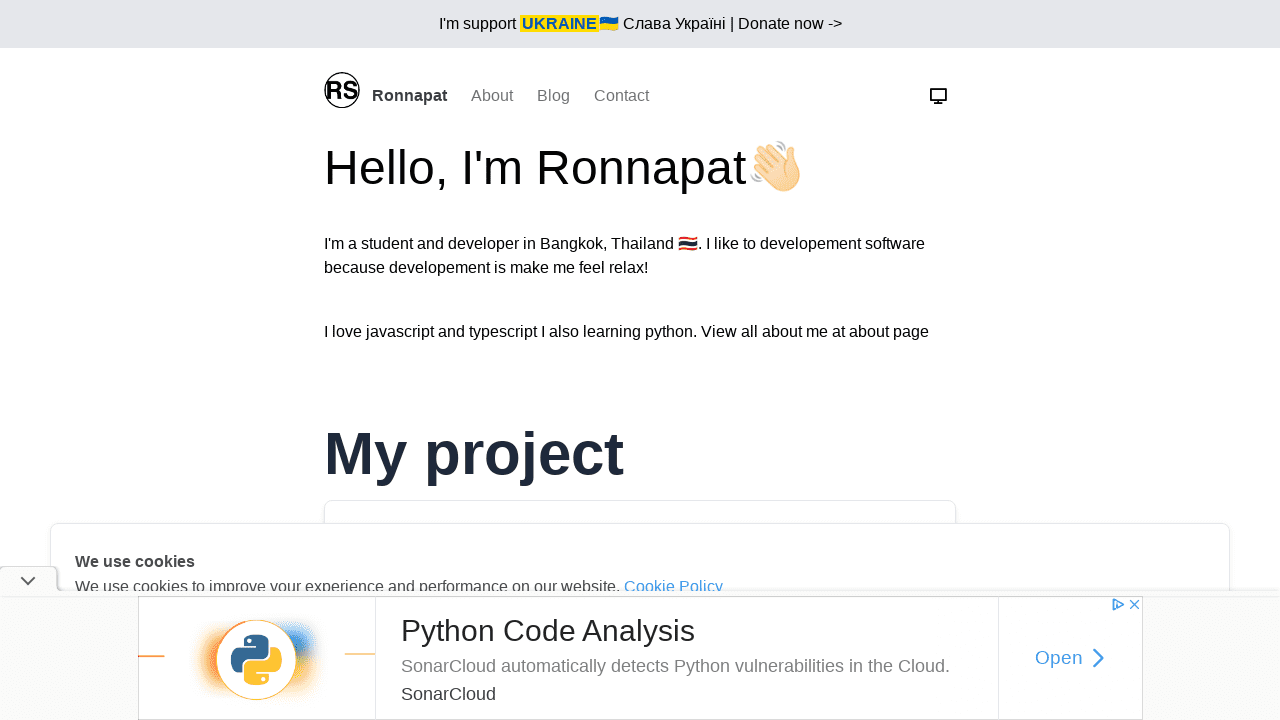 I'm support UKRAINE🇺🇦 Слава Україні | Donate now ->
RS Ronnapat About Blog Contact
Hello, I'm Ronnapat👋🏻
I'm a student and developer in Bangkok, Thailand 🇹🇭. I like to developement software
because developement is make me feel relax!
I love javascript and typescript I also learning python. View all about me at about page
My project
We use cookies
We use cookies to improve your experience and performance on our website. Cookie Policy
Python Code Analysis
SonarCloud automatically detects Python vulnerabilities in the Cloud.
SonarCloud
Open